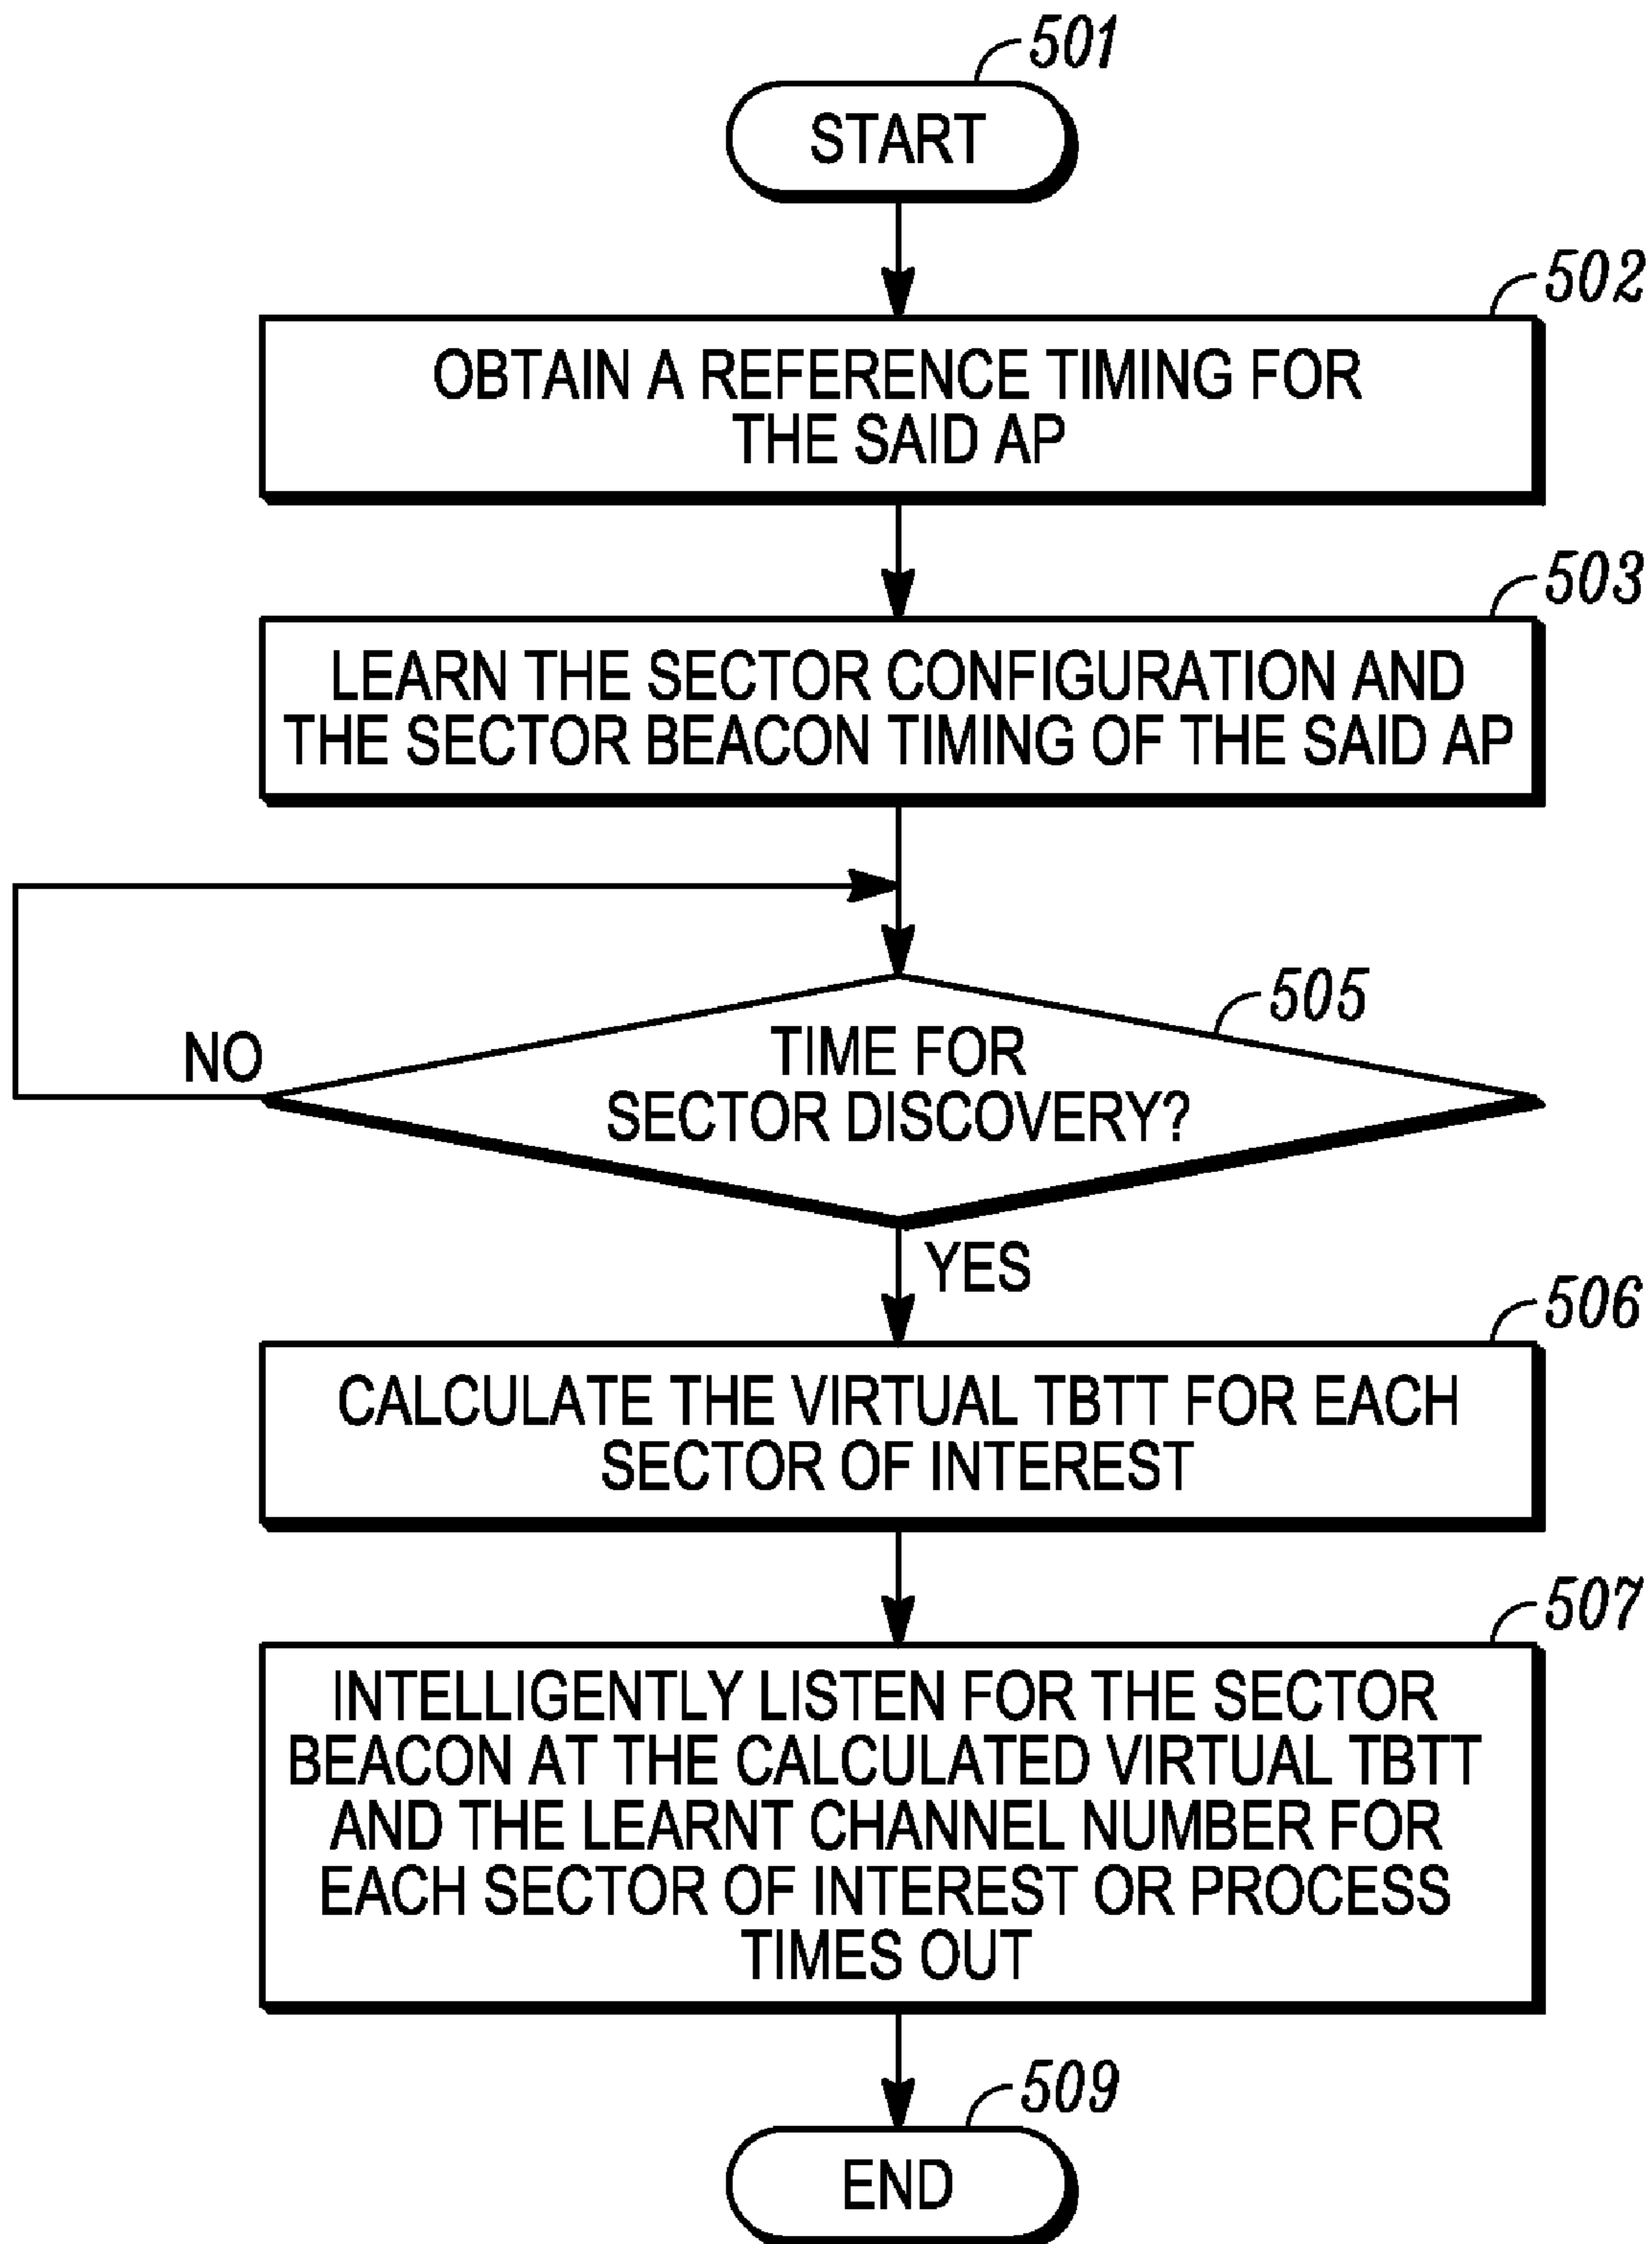 501
START
502
OBTAIN A REFERENCE TIMING FOR
THE SAID AP
503
LEARN THE SECTOR CONFIGURATION AND
THE SECTOR BEACON TIMING OF THE SAID AP
505
TIME FOR
SECTOR DISCOVERY?
NO
YES
506
CALCULATE THE VIRTUAL TBTT FOR EACH
SECTOR OF INTEREST
507
INTELLIGENTLY LISTEN FOR THE SECTOR
BEACON AT THE CALCULATED VIRTUAL TBTT
AND THE LEARNT CHANNEL NUMBER FOR
EACH SECTOR OF INTEREST OR PROCESS
TIMES OUT
509
END